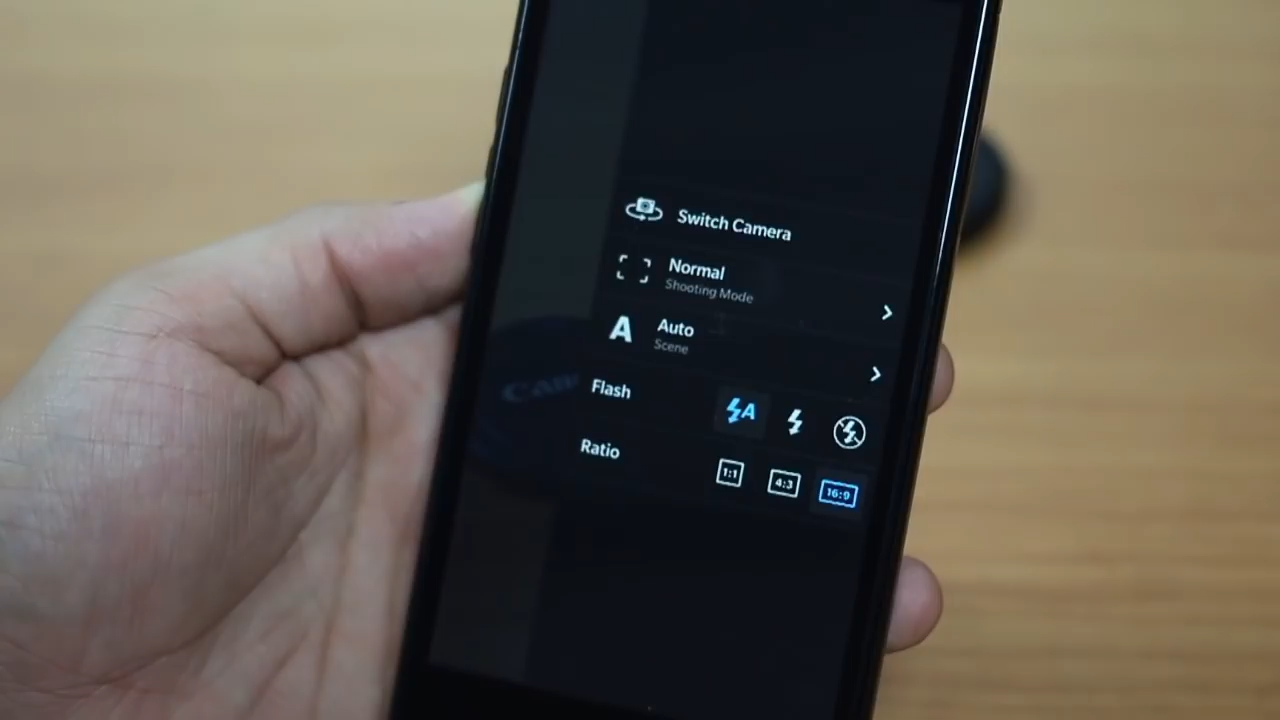 Switch Camera
Normal
Shooting Mode
A Auto
Scene
Flash A
Ratio 1:1 4:3 16:9